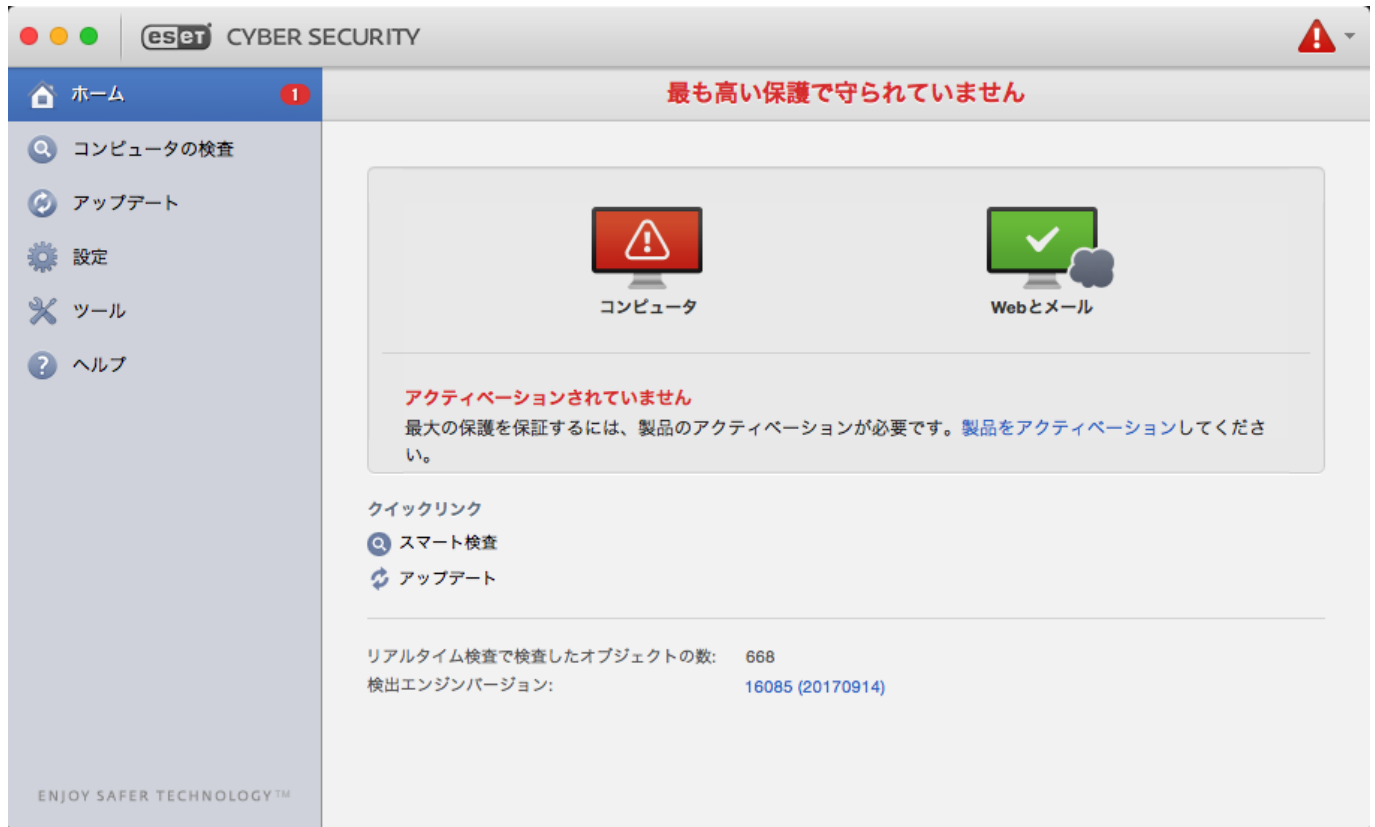 eset CYBER SECURITY
ホーム 1
最も高い保護で守られていません
コンピュータの検査
アップデート
設定
ツール
ヘルプ
コンピュータ
Webとメール
アクティベーションされていません
最大の保護を保証するには、製品のアクティベーションが必要です。製品をアクティベーションしてくださ
い。
クイックリンク
スマート検査
アップデート
リアルタイム検査で検査したオブジェクトの数: 668
検出エンジンバージョン: 16085 (20170914)
ENJOY SAFER TECHNOLOGY™